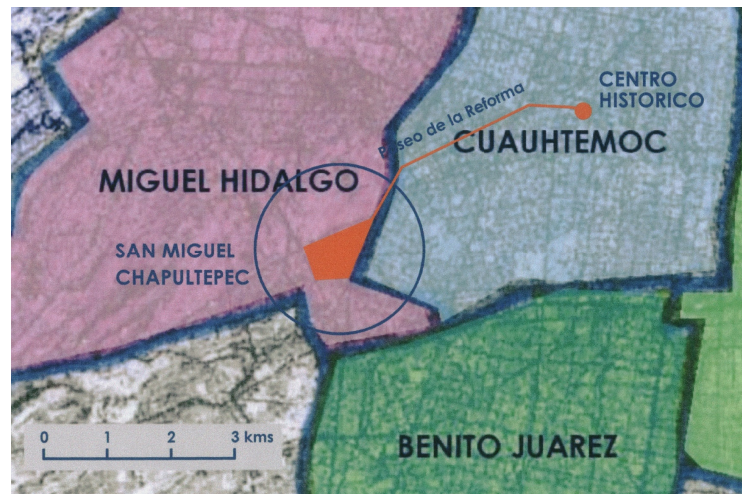 CENTRO
HISTORICO
Paseo de la Reforma
CUAUHTEMOC
MIGUEL HIDALGO
SAN MIGUEL
CHAPULTEPEC
0 1 2 3 kms
BENITO JUAREZ